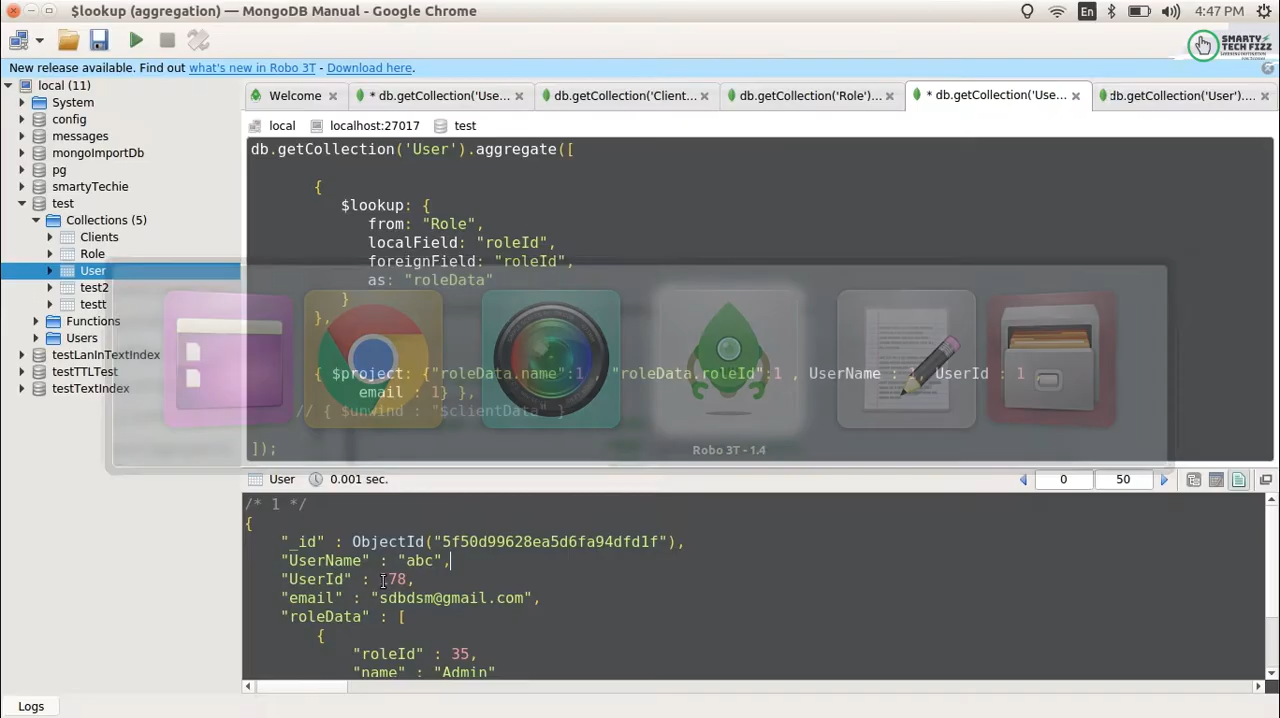 $lookup (aggregation) — MongoDB Manual - Google Chrome
En
4:47 PM
SMARTY
TECH FIZZ
New release available. Find out what's new in Robo 3T - Download here.
local (11)
System
config
messages
mongoImportDb
pg
smartyTechie
test
Collections (5)
Clients
Role
User
test2
testt
Functions
Users
testLanInTextIndex
testTTLTest
testTextIndex
Welcome
* db.getCollection('Use...
db.getCollection('Client...
db.getCollection('Role')...
* db.getCollection('Use...
db.getCollection('User')....
local
localhost:27017
test
db.getCollection('User').aggregate([
{
$lookup: {
from: "Role",
localField: "roleId",
foreignField: "roleId",
as: "roleData"
}
},
{ $project: {"roleData.name":1 , "roleData.roleId":1 , UserName : , UserId : 1
email : 1} },
// { $unwind : "$clientData" }
]);
Robo 3T - 1.4
User
0.001 sec.
0
50
/* 1 */
{
"_id" : ObjectId("5f50d99628ea5d6fa94dfd1f"),
"UserName" : "abc",
"UserId" : 78,
"email" : "sdbdsm@gmail.com",
"roleData" : [
{
"roleId" : 35,
"name" : "Admin"
Logs